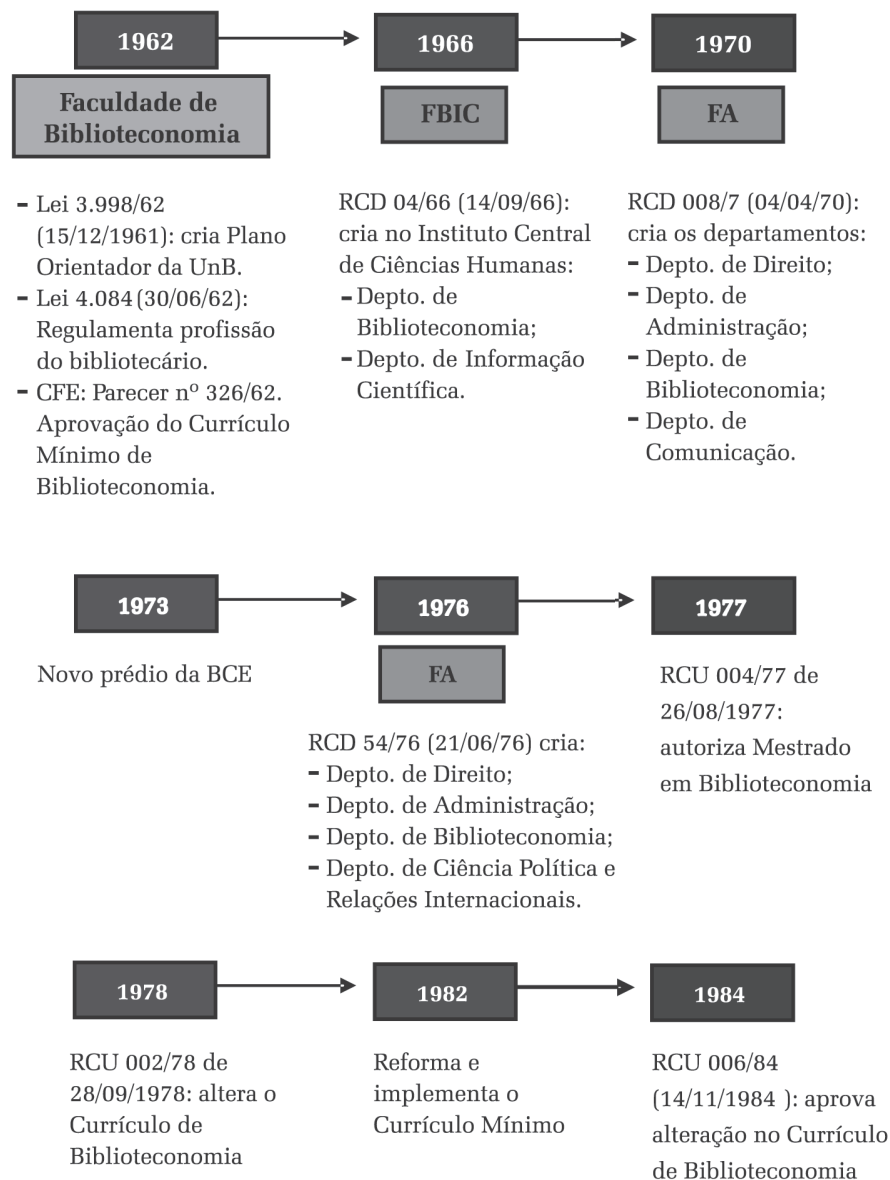 1962
Faculdade de
Biblioteconomia
- Lei 3.998/62
(15/12/1961): cria Plano
Orientador da UnB.
- Lei 4.084 (30/06/62):
Regulamenta profissão
do bibliotecário.
- CFE: Parecer nº 326/62.
Aprovação do Currículo
Mínimo de
Biblioteconomia.
1966
FBIC
RCD 04/66 (14/09/66):
cria no Instituto Central
de Ciências Humanas:
- Depto. de
Biblioteconomia;
- Depto. de Informação
Científica.
1970
FA
RCD 008/7 (04/04/70):
cria os departamentos:
- Depto. de Direito;
- Depto. de
Administração;
- Depto. de
Biblioteconomia;
- Depto. de
Comunicação.
1973
Novo prédio da BCE
1976
FA
RCD 54/76 (21/06/76) cria:
- Depto. de Direito;
- Depto. de Administração;
- Depto. de Biblioteconomia;
- Depto. de Ciência Política e
Relações Internacionais.
1977
RCU 004/77 de
26/08/1977:
autoriza Mestrado
em Biblioteconomia
1978
RCU 002/78 de
28/09/1978: altera o
Currículo de
Biblioteconomia
1982
Reforma e
implementa o
Currículo Mínimo
1984
RCU 006/84
(14/11/1984 ): aprova
alteração no Currículo
de Biblioteconomia